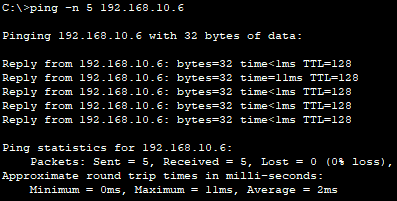 C:\>ping -n 5 192.168.10.6
Pinging 192.168.10.6 with 32 bytes of data:
Reply from 192.168.10.6: bytes=32 time<1ms TTL=128
Reply from 192.168.10.6: bytes=32 time=11ms TTL=128
Reply from 192.168.10.6: bytes=32 time<1ms TTL=128
Reply from 192.168.10.6: bytes=32 time<1ms TTL=128
Reply from 192.168.10.6: bytes=32 time<1ms TTL=128
Ping statistics for 192.168.10.6:
    Packets: Sent = 5, Received = 5, Lost = 0 (0% loss),
Approximate round trip times in milli-seconds:
    Minimum = 0ms, Maximum = 11ms, Average = 2ms